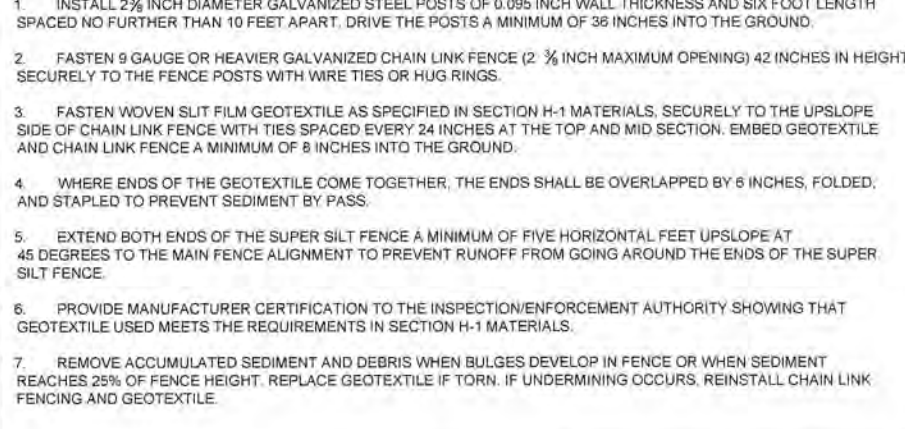 1. INSTALL 2⅜ INCH DIAMETER GALVANIZED STEEL POSTS OF 0.095 INCH WALL THICKNESS AND SIX FOOT LENGTH
SPACED NO FURTHER THAN 10 FEET APART. DRIVE THE POSTS A MINIMUM OF 36 INCHES INTO THE GROUND.
2. FASTEN 9 GAUGE OR HEAVIER GALVANIZED CHAIN LINK FENCE (2 ⅜ INCH MAXIMUM OPENING) 42 INCHES IN HEIGHT
SECURELY TO THE FENCE POSTS WITH WIRE TIES OR HUG RINGS.
3. FASTEN WOVEN SLIT FILM GEOTEXTILE AS SPECIFIED IN SECTION H-1 MATERIALS, SECURELY TO THE UPSLOPE
SIDE OF CHAIN LINK FENCE WITH TIES SPACED EVERY 24 INCHES AT THE TOP AND MID SECTION. EMBED GEOTEXTILE
AND CHAIN LINK FENCE A MINIMUM OF 8 INCHES INTO THE GROUND.
4. WHERE ENDS OF THE GEOTEXTILE COME TOGETHER, THE ENDS SHALL BE OVERLAPPED BY 6 INCHES, FOLDED,
AND STAPLED TO PREVENT SEDIMENT BY PASS.
5. EXTEND BOTH ENDS OF THE SUPER SILT FENCE A MINIMUM OF FIVE HORIZONTAL FEET UPSLOPE AT
45 DEGREES TO THE MAIN FENCE ALIGNMENT TO PREVENT RUNOFF FROM GOING AROUND THE ENDS OF THE SUPER
SILT FENCE.
6. PROVIDE MANUFACTURER CERTIFICATION TO THE INSPECTION/ENFORCEMENT AUTHORITY SHOWING THAT
GEOTEXTILE USED MEETS THE REQUIREMENTS IN SECTION H-1 MATERIALS.
7. REMOVE ACCUMULATED SEDIMENT AND DEBRIS WHEN BULGES DEVELOP IN FENCE OR WHEN SEDIMENT
REACHES 25% OF FENCE HEIGHT. REPLACE GEOTEXTILE IF TORN. IF UNDERMINING OCCURS, REINSTALL CHAIN LINK
FENCING AND GEOTEXTILE.